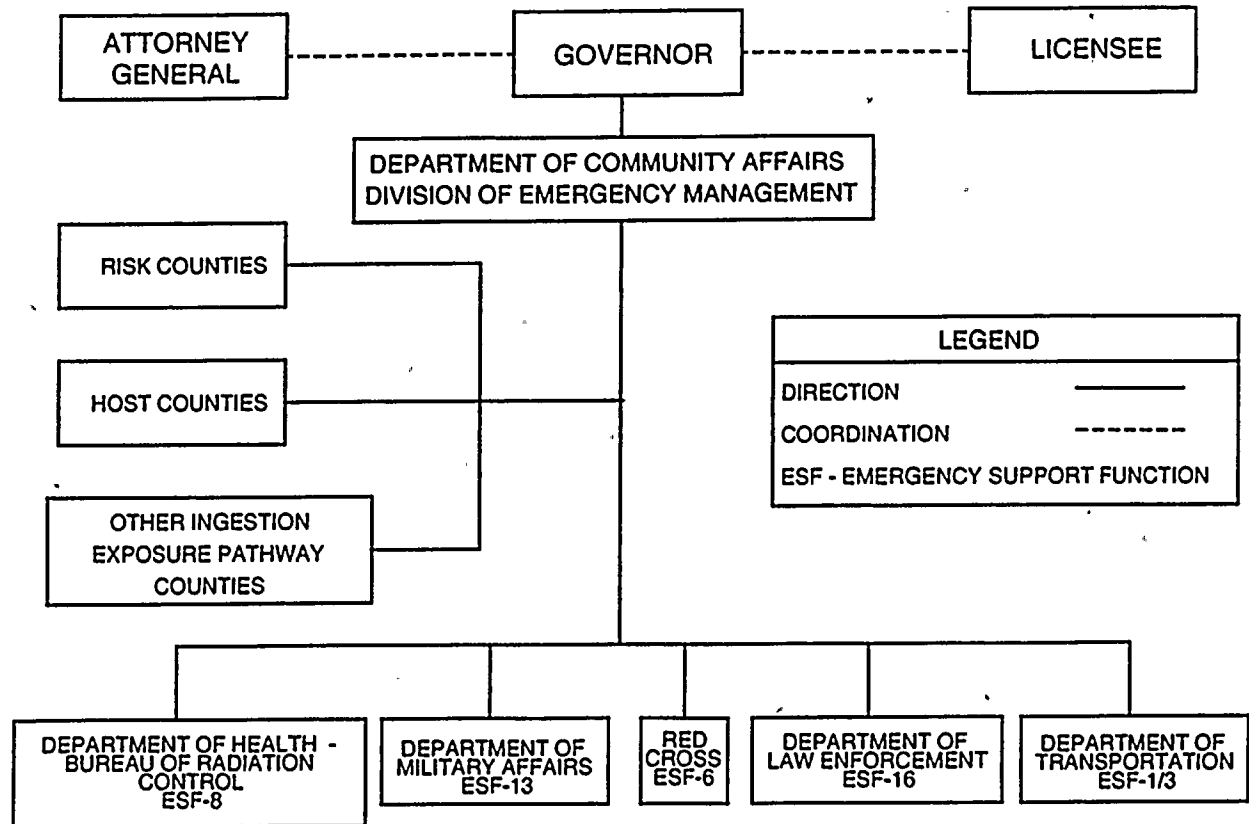 ATTORNEY
GENERAL
GOVERNOR
LICENSEE
DEPARTMENT OF COMMUNITY AFFAIRS
DIVISION OF EMERGENCY MANAGEMENT
RISK COUNTIES
HOST COUNTIES
OTHER INGESTION
EXPOSURE PATHWAY
COUNTIES
LEGEND
DIRECTION
COORDINATION
ESF - EMERGENCY SUPPORT FUNCTION
DEPARTMENT OF HEALTH -
BUREAU OF RADIATION
CONTROL
ESF-8
DEPARTMENT OF
MILITARY AFFAIRS
ESF-13
RED
CROSS
ESF-6
DEPARTMENT OF
LAW ENFORCEMENT
ESF-16
DEPARTMENT OF
TRANSPORTATION
ESF-1/3